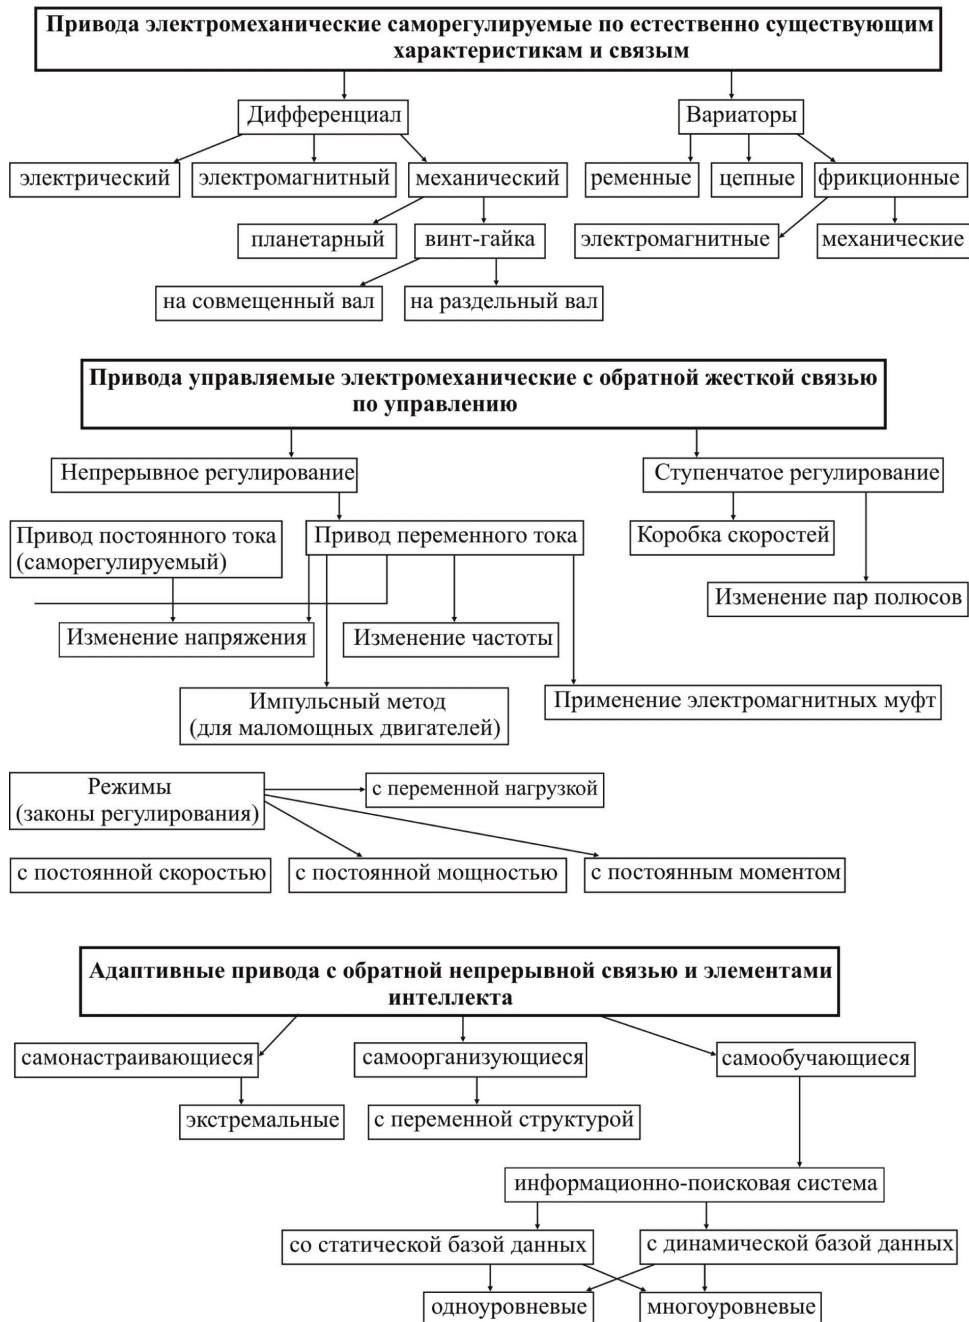 Привода электромеханические саморегулируемые по естественно существующим
характеристикам и связым
Дифференциал
Вариаторы
электрический
электромагнитный
механический
ременные
цепные
фрикционные
планетарный
винт-гайка
электромагнитные
механические
на совмещенный вал
на раздельный вал
Привода управляемые электромеханические с обратной жесткой связью
по управлению
Непрерывное регулирование
Ступенчатое регулирование
Привод постоянного тока
(саморегулируемый)
Привод переменного тока
Коробка скоростей
Изменение пар полюсов
Изменение напряжения
Изменение частоты
Импульсный метод
(для маломощных двигателей)
Применение электромагнитных муфт
Режимы
(законы регулирования)
с переменной нагрузкой
с постоянной скоростью
с постоянной мощностью
с постоянным моментом
Адаптивные привода с обратной непрерывной связью и элементами
интеллекта
самонастраивающиеся
самоорганизующиеся
самообучающиеся
экстремальные
с переменной структурой
информационно-поисковая система
со статической базой данных
с динамической базой данных
одноуровневые
многоуровневые